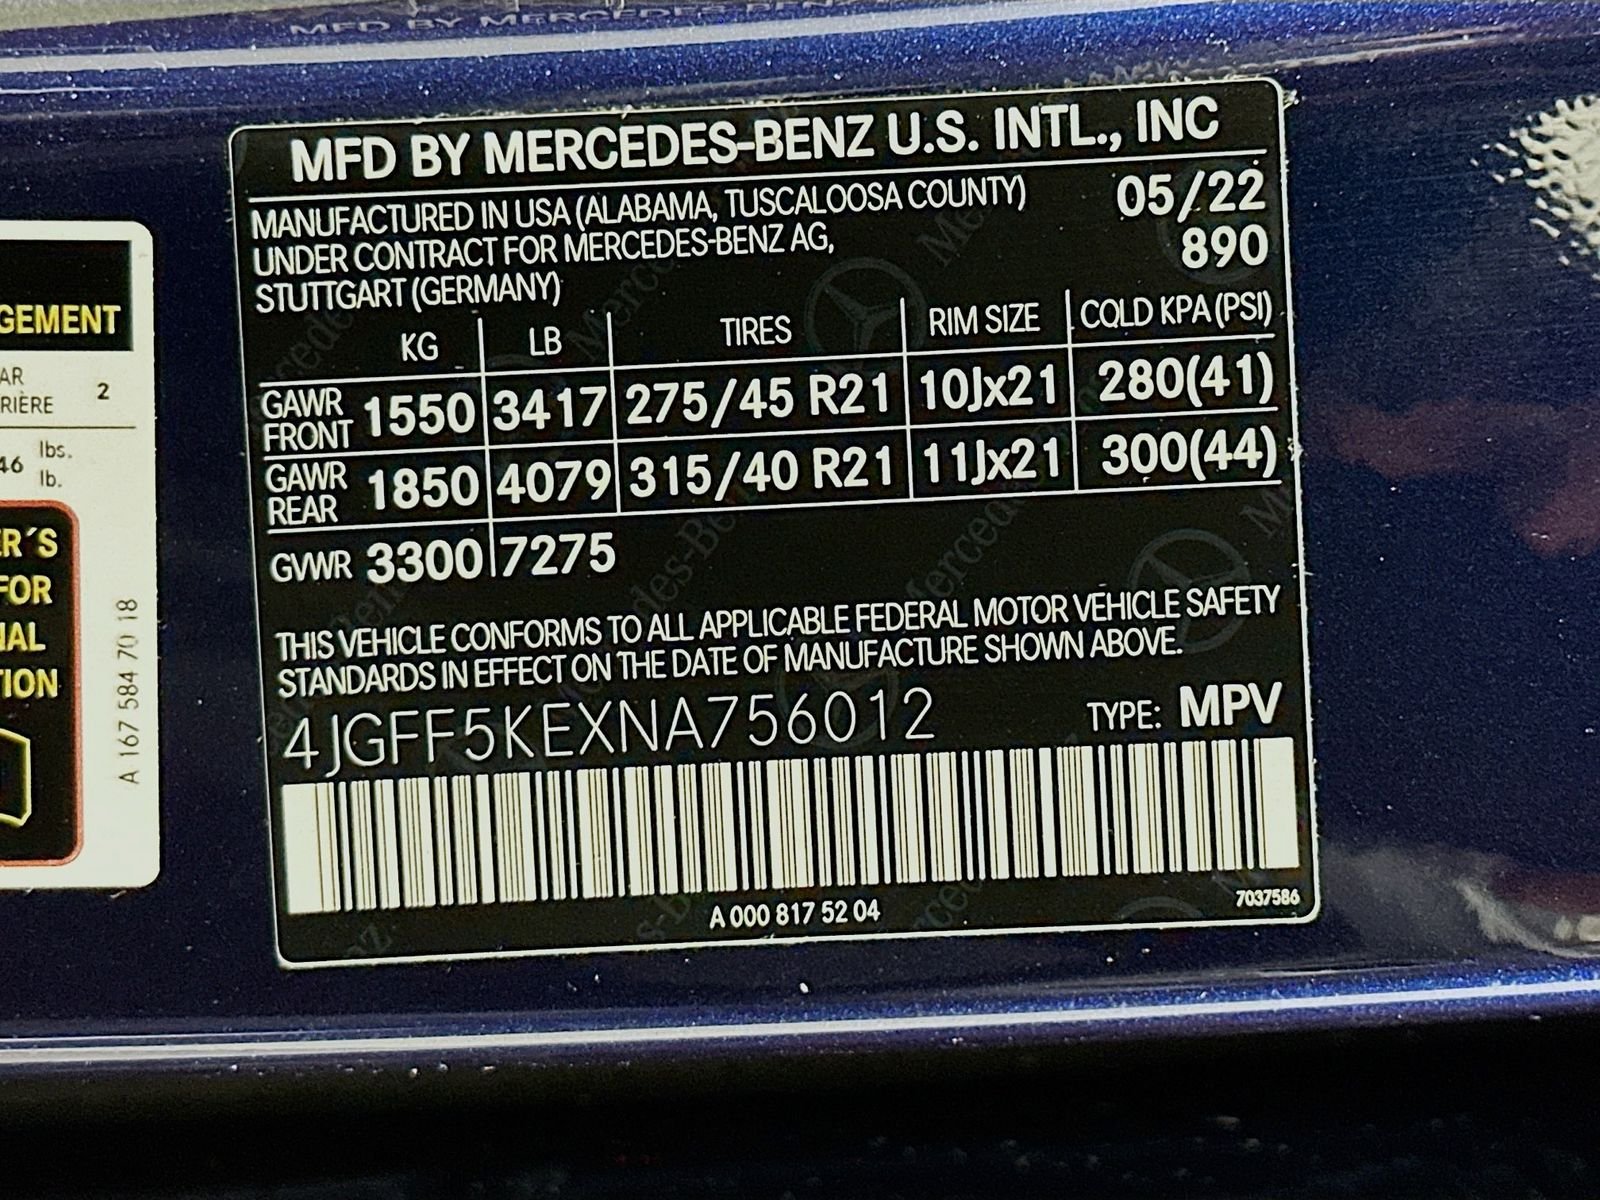 MFD BY MERCEDES-BENZ U.S. INTL., INC
MANUFACTURED IN USA (ALABAMA, TUSCALOOSA COUNTY) 05/22
UNDER CONTRACT FOR MERCEDES-BENZ AG, 890
STUTTGART (GERMANY)
KG LB TIRES RIM SIZE COLD KPA (PSI)
GAWR FRONT 1550 3417 275/45 R21 10Jx21 280(41)
GAWR REAR 1850 4079 315/40 R21 11Jx21 300(44)
GVWR 3300 7275
THIS VEHICLE CONFORMS TO ALL APPLICABLE FEDERAL MOTOR VEHICLE SAFETY
STANDARDS IN EFFECT ON THE DATE OF MANUFACTURE SHOWN ABOVE.
4JGFF5KEXNA756012 TYPE: MPV
A 000 817 52 04 7037586
GEMENT
AR
RIÈRE 2
46 lbs.
lb.
ER´S
FOR
NAL
TION
A 167 584 70 18